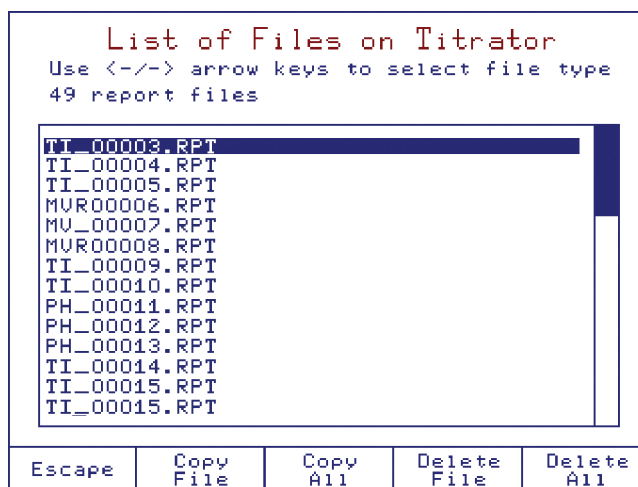 List of Files on Titrator
Use <-/-> arrow keys to select file type
49 report files
TI_00003.RPT
TI_00004.RPT
TI_00005.RPT
MVR00006.RPT
MV_00007.RPT
MVR00008.RPT
TI_00009.RPT
TI_00010.RPT
PH_00011.RPT
PH_00012.RPT
PH_00013.RPT
TI_00014.RPT
TI_00015.RPT
TI_00015.RPT
Escape
Copy File
Copy All
Delete File
Delete All